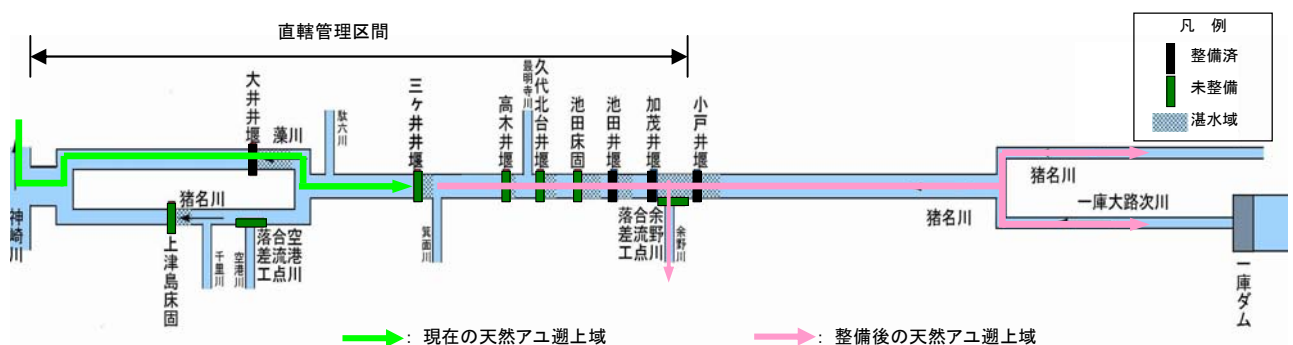 直轄管理区間
凡 例
整備済
未整備
湛水域
大井井堰
藻川
駄六川
三ケ井井堰
高木井堰
最明寺川
久代北台井堰
池田床固
池田井堰
加茂井堰
小戸井堰
神崎川
猪名川
上津島床固
千里川
空港川
空港川
合流点
落差工
箕面川
余野川
合流点
落差工
余野川
猪名川
猪名川
一庫大路次川
一庫ダム
: 現在の天然アユ遡上域
: 整備後の天然アユ遡上域